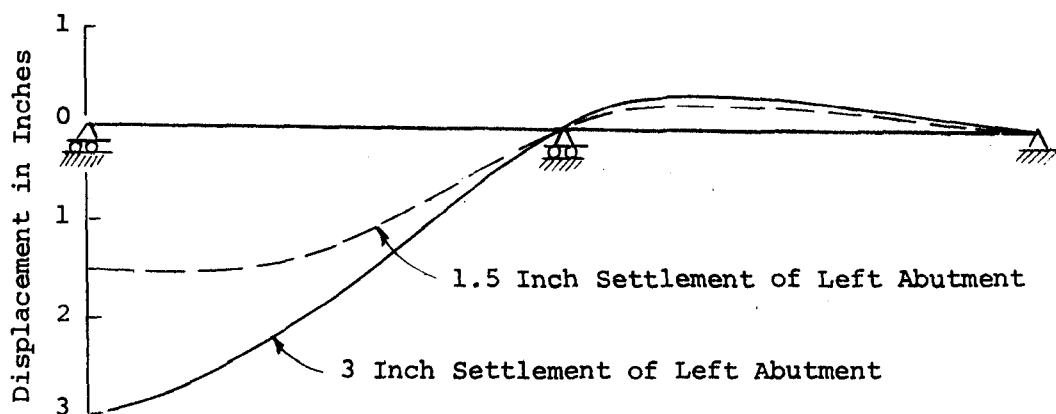 Displacement in Inches
1
0
1
2
3
1.5 Inch Settlement of Left Abutment
3 Inch Settlement of Left Abutment